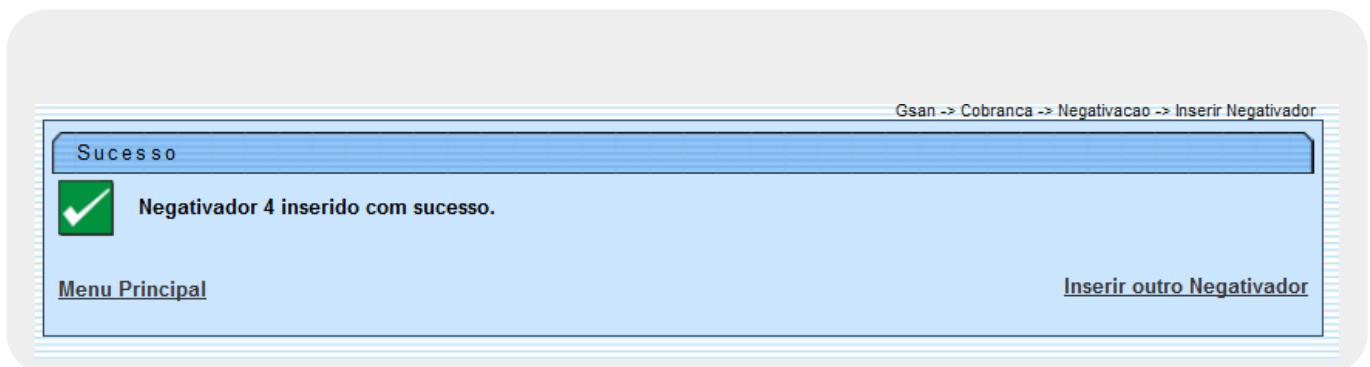 Gsan -> Cobranca -> Negativacao -> Inserir Negativador
Sucesso
Negativador 4 inserido com sucesso.
Menu Principal
Inserir outro Negativador